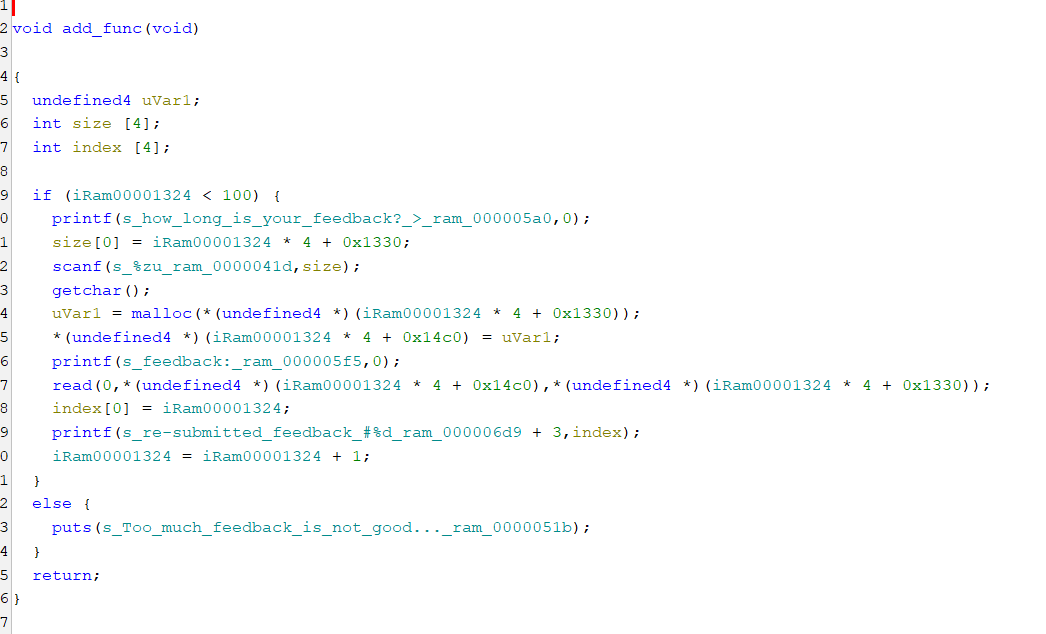 1
2 void add_func(void)
3
4 {
5   undefined4 uVar1;
6   int size [4];
7   int index [4];
8
9   if (iRam00001324 < 100) {
0     printf(s_how_long_is_your_feedback?_>_ram_000005a0,0);
1     size[0] = iRam00001324 * 4 + 0x1330;
2     scanf(s_%zu_ram_0000041d,size);
3     getchar();
4     uVar1 = malloc(*(undefined4 *)(iRam00001324 * 4 + 0x1330));
5     *(undefined4 *)(iRam00001324 * 4 + 0x14c0) = uVar1;
6     printf(s_feedback:_ram_000005f5,0);
7     read(0,*(undefined4 *)(iRam00001324 * 4 + 0x14c0),*(undefined4 *)(iRam00001324 * 4 + 0x1330));
8     index[0] = iRam00001324;
9     printf(s_re-submitted_feedback_#%d_ram_000006d9 + 3,index);
0     iRam00001324 = iRam00001324 + 1;
1   }
2   else {
3     puts(s_Too_much_feedback_is_not_good..._ram_0000051b);
4   }
5   return;
6 }
7